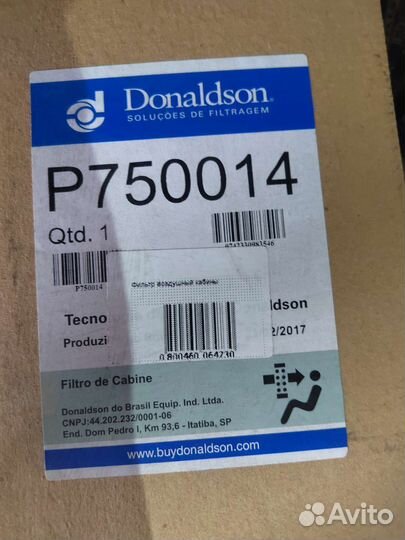 Donaldson®
SOLUÇÕES DE FILTRAGEM
P750014
Qtd. 1
P750014
Фильтр воздушный кабины
Tecno
naldson
Produzi
2/2017
0 800460 064230
Filtro de Cabine
Donaldson do Brasil Equip. Ind. Ltda.
CNPJ:44.202.232/0001-06
End. Dom Pedro I, Km 93,6 - Itatiba, SP
www.buydonaldson.com
Avito